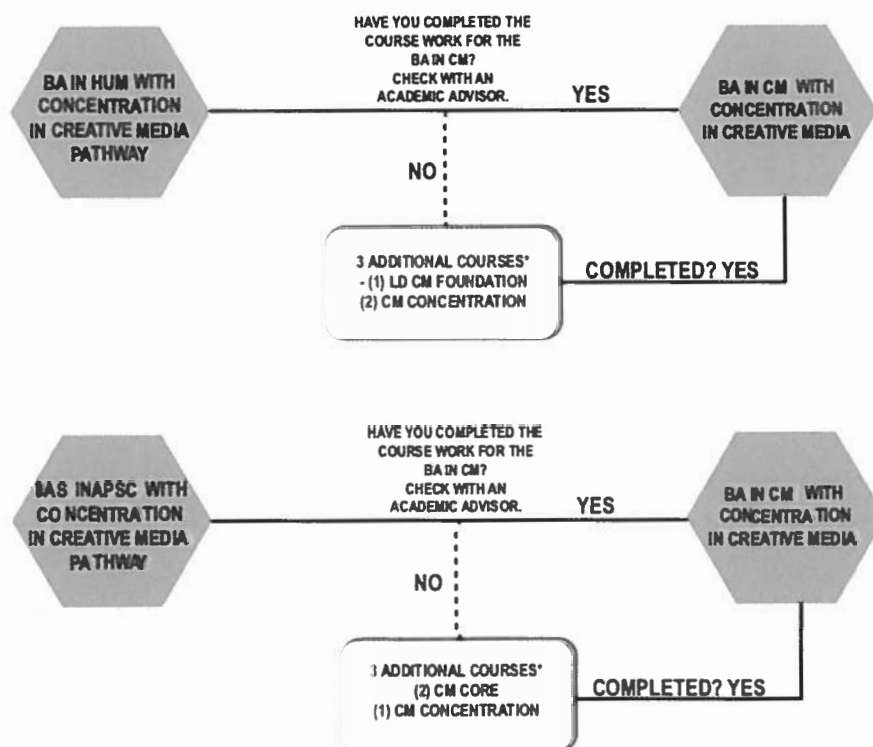 HAVE YOU COMPLETED THE
COURSE WORK FOR THE
BA IN CM?
CHECK WITH AN
ACADEMIC ADVISOR.
BA IN HUM WITH
CONCENTRATION
IN CREATIVE MEDIA
PATHWAY
YES
BA IN CM WITH
CONCENTRATION
IN CREATIVE MEDIA
NO
3 ADDITIONAL COURSES*
- (1) LD CM FOUNDATION
(2) CM CONCENTRATION
COMPLETED? YES
HAVE YOU COMPLETED THE
COURSE WORK FOR THE
BA IN CM?
CHECK WITH AN
ACADEMIC ADVISOR.
BAS IN APSC WITH
CONCENTRATION
IN CREATIVE MEDIA
PATHWAY
YES
BA IN CM WITH
CONCENTRATION
IN CREATIVE MEDIA
NO
3 ADDITIONAL COURSES*
(2) CM CORE
(1) CM CONCENTRATION
COMPLETED? YES